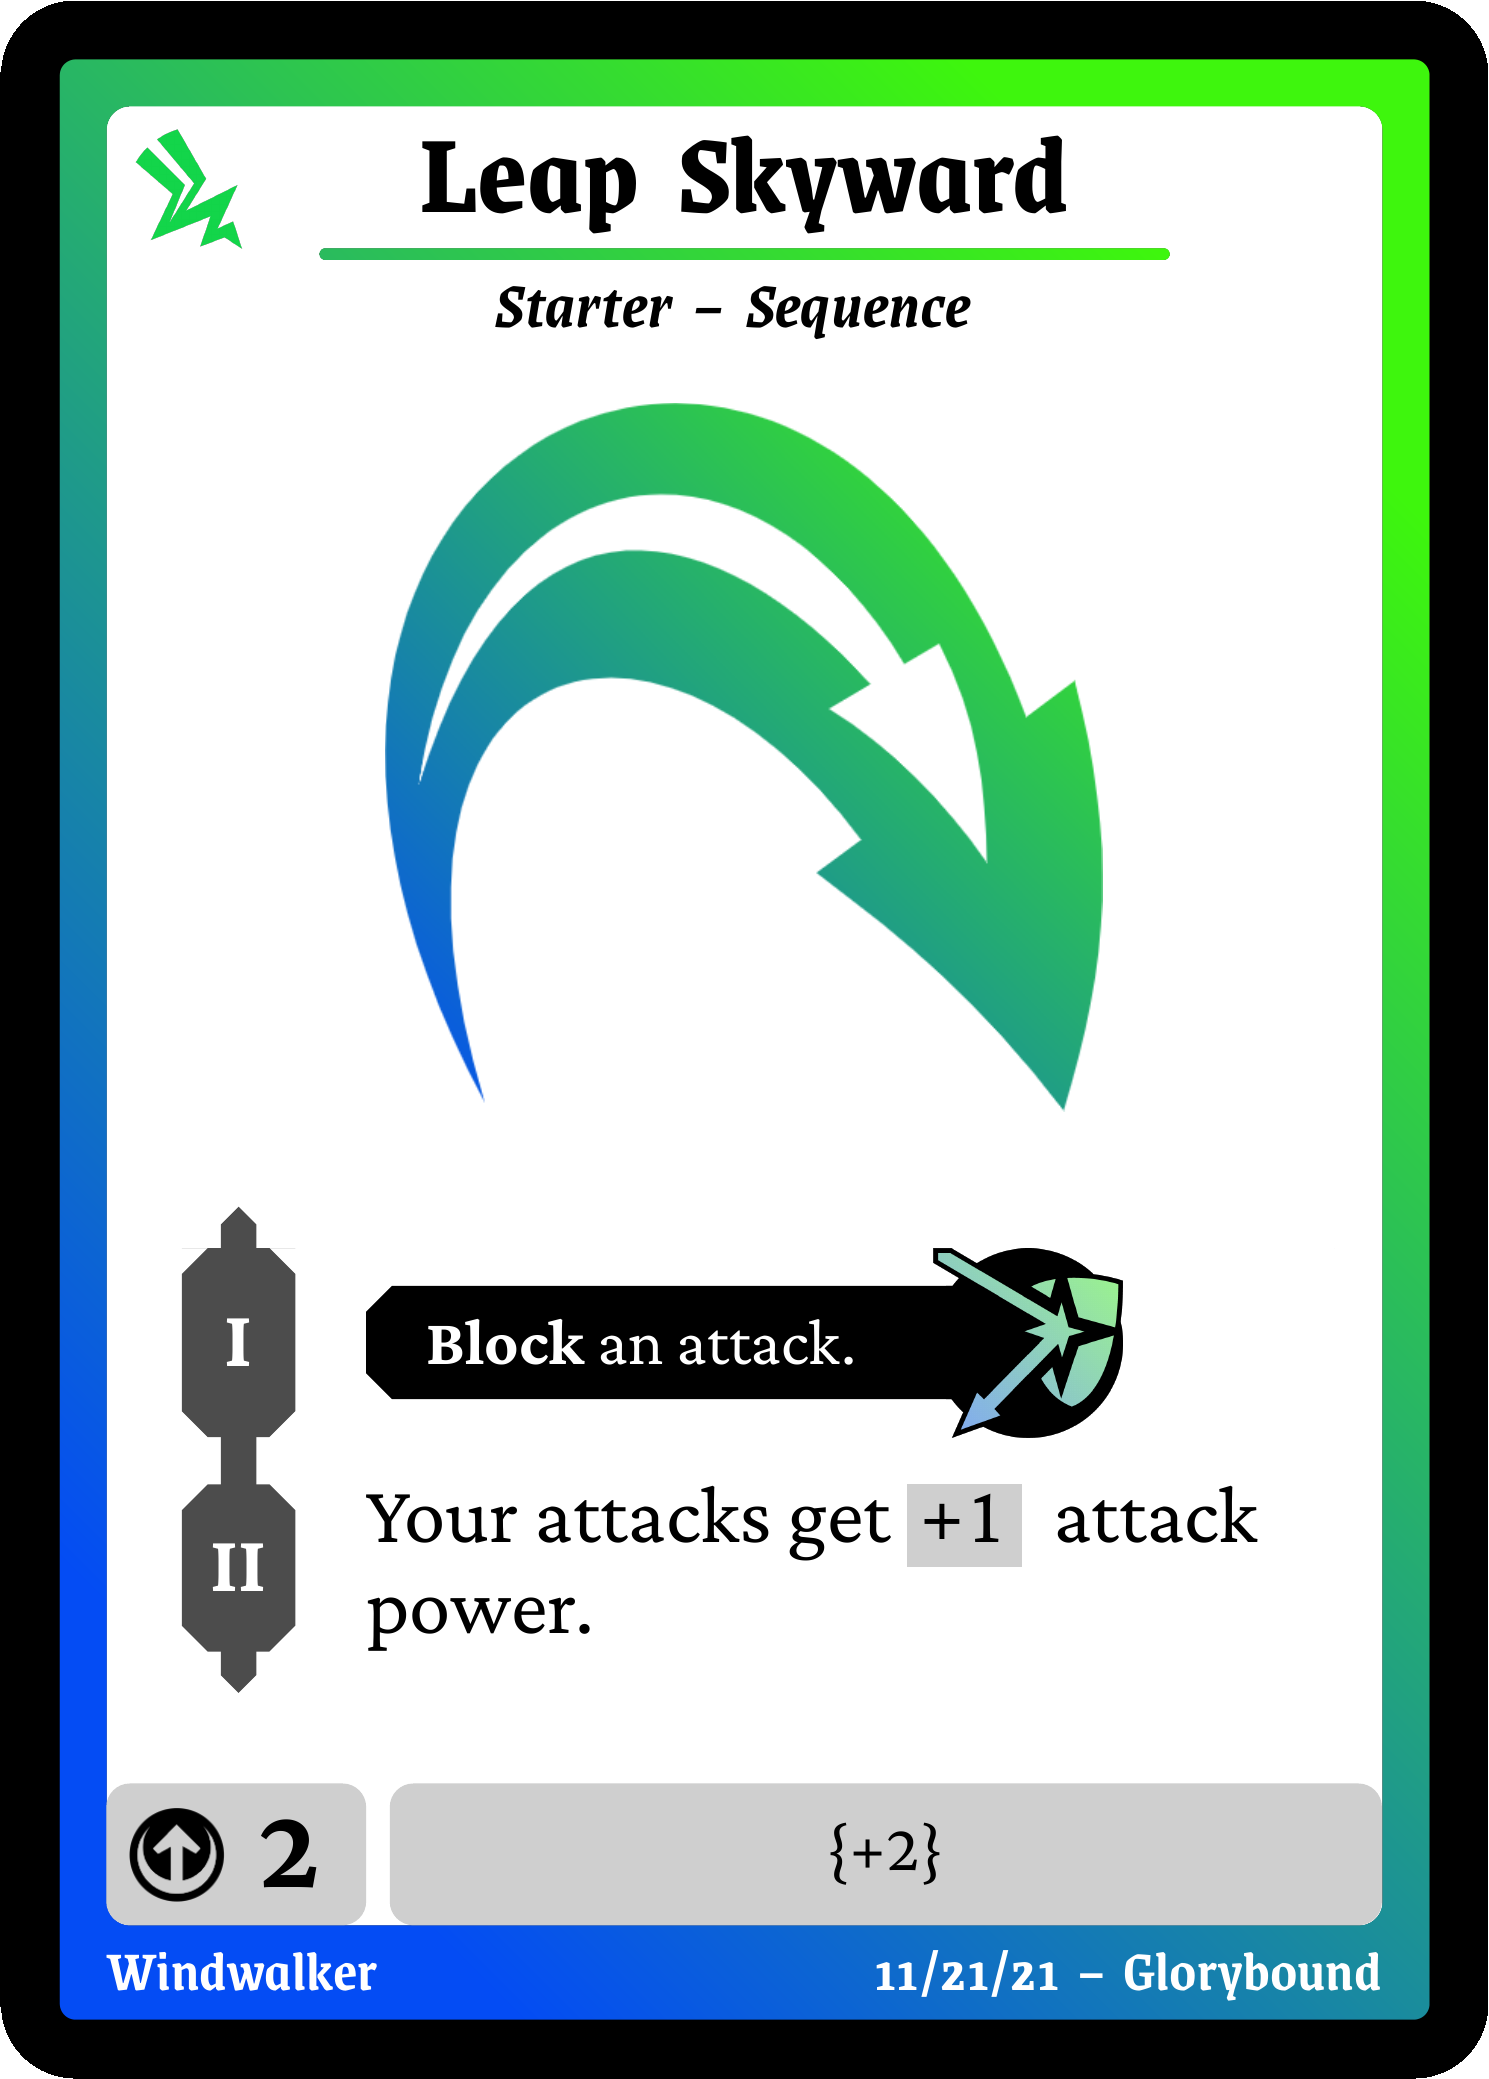 Leap Skyward
Starter – Sequence
I
Block an attack.
II
Your attacks get +1 attack
power.
2
{+2}
Windwalker
11/21/21 – Glorybound